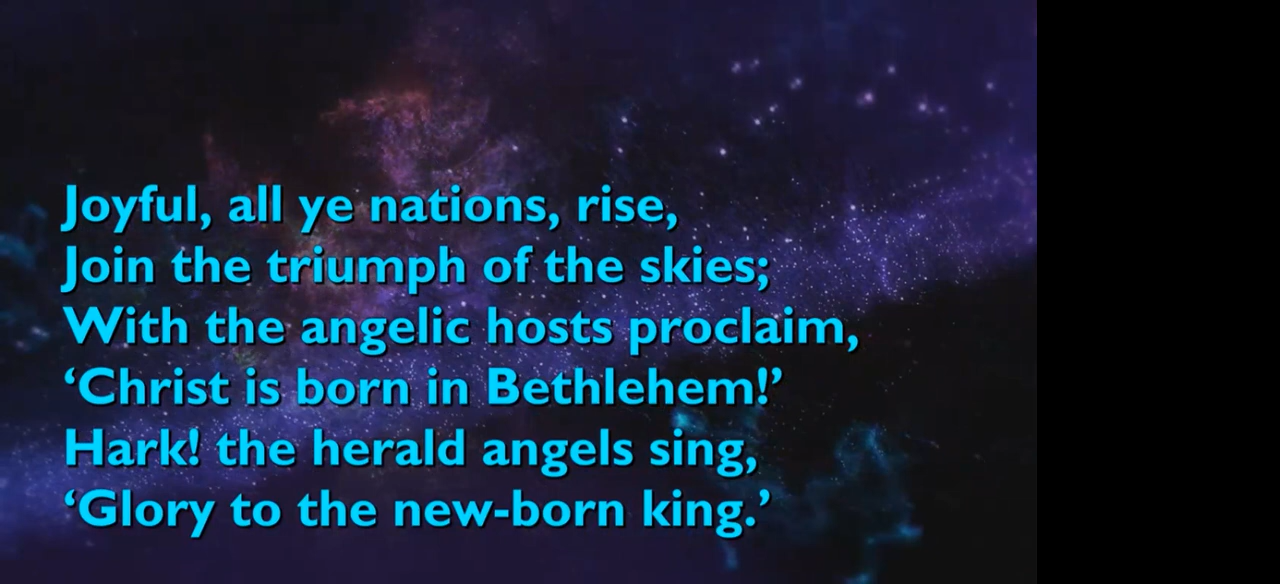 Joyful, all ye nations, rise,
Join the triumph of the skies;
With the angelic hosts proclaim,
‘Christ is born in Bethlehem!’
Hark! the herald angels sing,
‘Glory to the new-born king.’